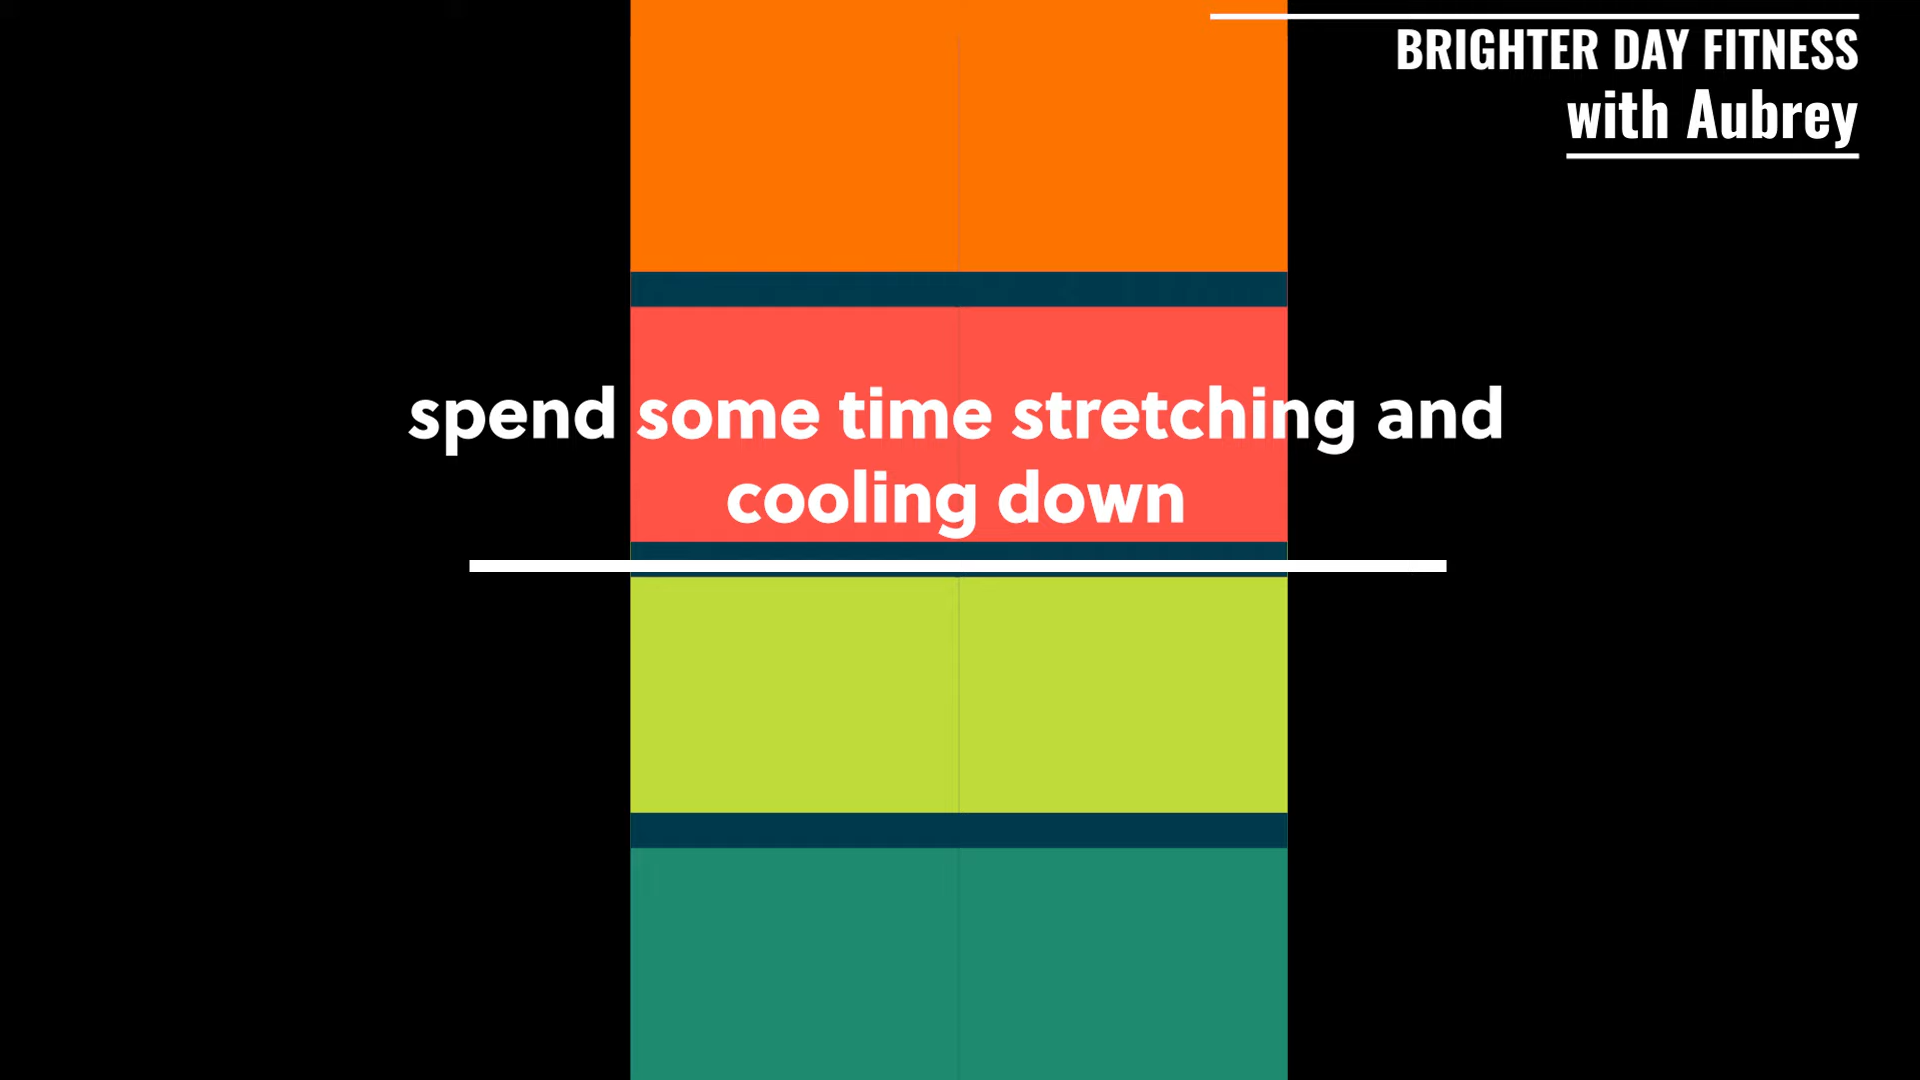 BRIGHTER DAY FITNESS
with Aubrey
spend some time stretching and
cooling down